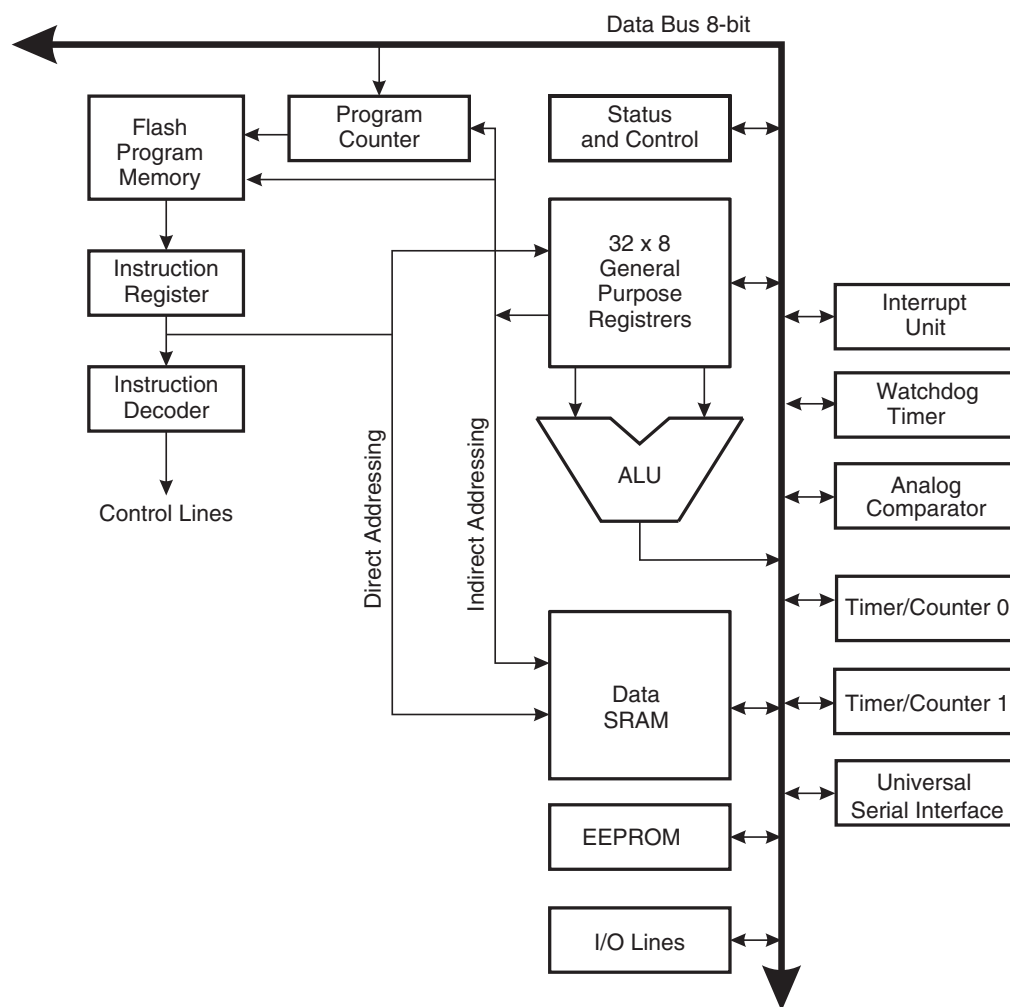 Data Bus 8-bit
Flash
Program
Memory
Program
Counter
Status
and Control
32 x 8
General
Purpose
Registrers
Instruction
Register
Instruction
Decoder
Control Lines
Direct Addressing
Indirect Addressing
ALU
Interrupt
Unit
Watchdog
Timer
Analog
Comparator
Timer/Counter 0
Timer/Counter 1
Universal
Serial Interface
Data
SRAM
EEPROM
I/O Lines